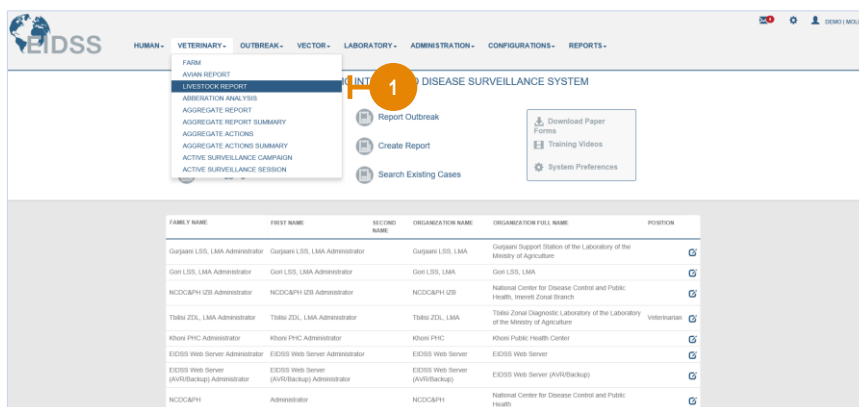 EIDSS
HUMAN VETERINARY OUTBREAK VECTOR LABORATORY ADMINISTRATION CONFIGURATIONS REPORTS
DEMO | MOL
FARM
AVIAN REPORT
LIVESTOCK REPORT
ABBERATION ANALYSIS
AGGREGATE REPORT
AGGREGATE REPORT SUMMARY
AGGREGATE ACTIONS
AGGREGATE ACTIONS SUMMARY
ACTIVE SURVEILLANCE CAMPAIGN
ACTIVE SURVEILLANCE SESSION
1
DISEASE SURVEILLANCE SYSTEM
Report Outbreak
Create Report
Search Existing Cases
Download Paper
Forms
Training Videos
System Preferences
FAMILY NAME FIRST NAME SECOND NAME ORGANIZATION NAME ORGANIZATION FULL NAME POSITION
Gurjaani LSS, LMA Administrator Gurjaani LSS, LMA Administrator Gurjaani LSS, LMA Gurjaani Support Station of the Laboratory of the
Ministry of Agriculture
Gori LSS, LMA Administrator Gori LSS, LMA Administrator Gori LSS, LMA Gori LSS, LMA
NCDC&PH IZB Administrator NCDC&PH IZB Administrator NCDC&PH IZB National Center for Disease Control and Public
Health, Imereti Zonal Branch
Tbilisi ZDL, LMA Administrator Tbilisi ZDL, LMA Administrator Tbilisi ZDL, LMA Tbilisi Zonal Diagnostic Laboratory of the Laboratory Veterinarian
of the Ministry of Agriculture
Khoni PHC Administrator Khoni PHC Administrator Khoni PHC Khoni Public Health Center
EIDSS Web Server Administrator EIDSS Web Server Administrator EIDSS Web Server EIDSS Web Server
EIDSS Web Server EIDSS Web Server EIDSS Web Server EIDSS Web Server (AVR/Backup)
(AVR/Backup) Administrator (AVR/Backup) Administrator (AVR/Backup)
NCDC&PH Administrator NCDC&PH National Center for Disease Control and Public
Health